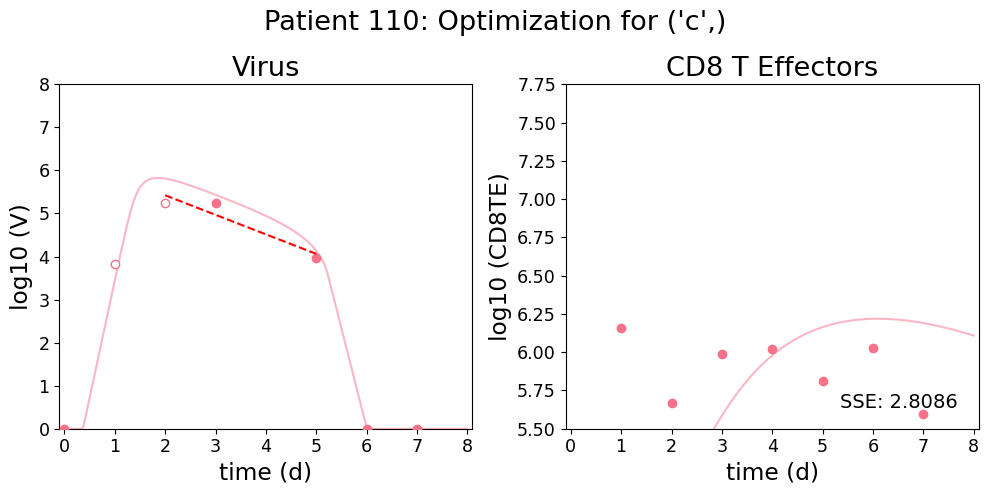 Patient 110: Optimization for ('c',)
Virus
8
7
6
5
4
3
2
1
0
log10 (V)
0 1 2 3 4 5 6 7 8
time (d)
CD8 T Effectors
7.75
7.50
7.25
7.00
6.75
6.50
6.25
6.00
5.75
5.50
log10 (CD8TE)
SSE: 2.8086
0 1 2 3 4 5 6 7 8
time (d)